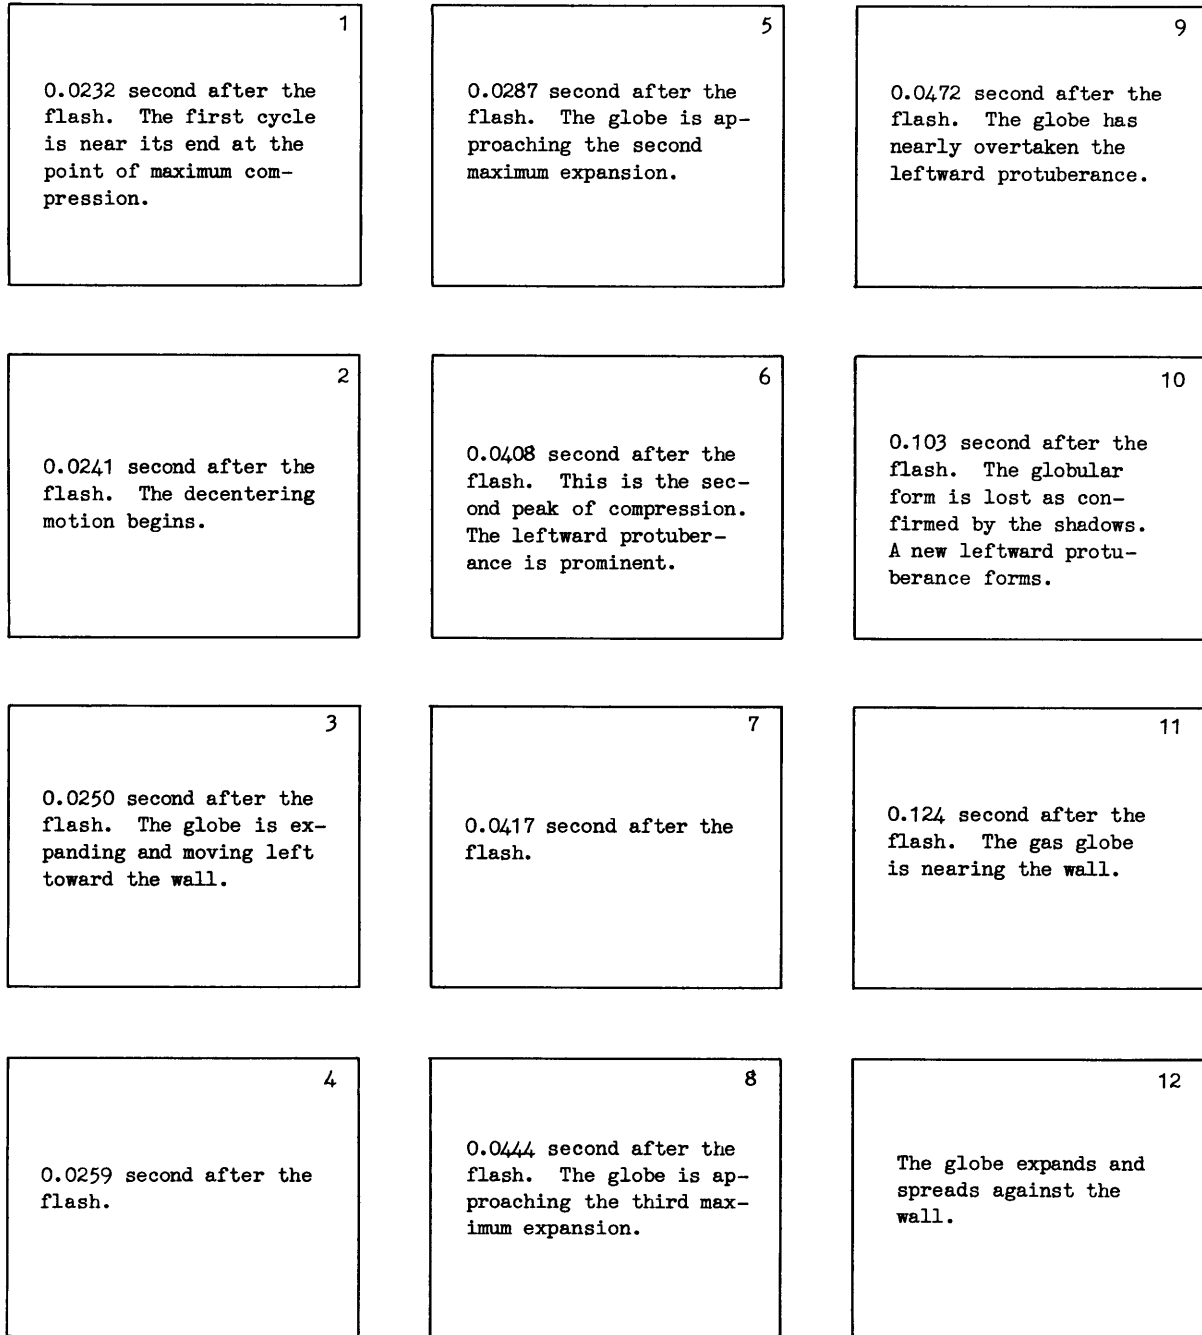 1
0.0232 second after the
flash. The first cycle
is near its end at the
point of maximum com-
pression.
2
0.0241 second after the
flash. The decentering
motion begins.
3
0.0250 second after the
flash. The globe is ex-
panding and moving left
toward the wall.
4
0.0259 second after the
flash.
5
0.0287 second after the
flash. The globe is ap-
proaching the second
maximum expansion.
6
0.0408 second after the
flash. This is the sec-
ond peak of compression.
The leftward protuber-
ance is prominent.
7
0.0417 second after the
flash.
8
0.0444 second after the
flash. The globe is ap-
proaching the third max-
imum expansion.
9
0.0472 second after the
flash. The globe has
nearly overtaken the
leftward protuberance.
10
0.103 second after the
flash. The globular
form is lost as con-
firmed by the shadows.
A new leftward protu-
berance forms.
11
0.124 second after the
flash. The gas globe
is nearing the wall.
12
The globe expands and
spreads against the
wall.